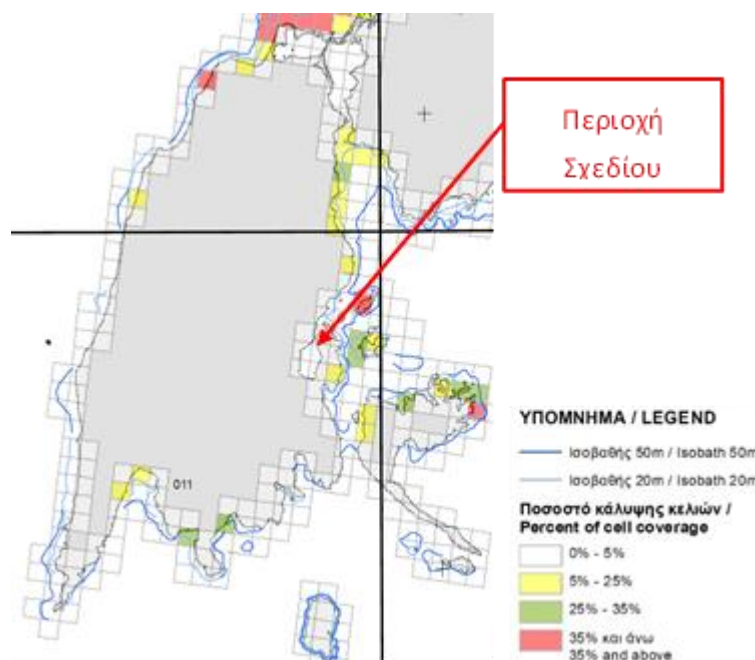 Περιοχή
Σχεδίου
011
ΥΠΟΜΝΗΜΑ / LEGEND
Ισοβαθής 50m / Isobath 50m
Ισοβαθής 20m / Isobath 20m
Ποσοστό κάλυψης κελιών /
Percent of cell coverage
0% - 5%
5% - 25%
25% - 35%
35% και άνω
35% and above